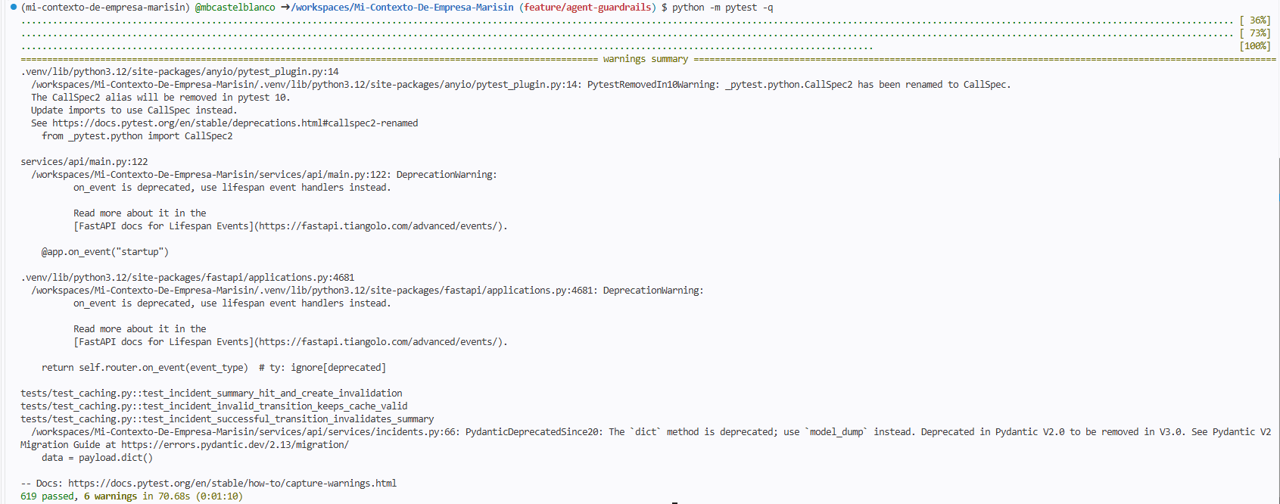 (mi-contexto-de-empresa-marisin) @mbcastelblanco ➜/workspaces/Mi-Contexto-De-Empresa-Marisin (feature/agent-guardrails) $ python -m pytest -q
[ 36%]
[ 73%]
[100%]
warnings summary
.venv/lib/python3.12/site-packages/anyio/pytest_plugin.py:14
/workspaces/Mi-Contexto-De-Empresa-Marisin/.venv/lib/python3.12/site-packages/anyio/pytest_plugin.py:14: PytestRemovedIn10Warning: _pytest.python.CallSpec2 has been renamed to CallSpec.
The CallSpec2 alias will be removed in pytest 10.
Update imports to use CallSpec instead.
See https://docs.pytest.org/en/stable/deprecations.html#callspec2-renamed
from _pytest.python import CallSpec2
services/api/main.py:122
/workspaces/Mi-Contexto-De-Empresa-Marisin/services/api/main.py:122: DeprecationWarning:
on_event is deprecated, use lifespan event handlers instead.
Read more about it in the
[FastAPI docs for Lifespan Events](https://fastapi.tiangolo.com/advanced/events/).
@app.on_event("startup")
.venv/lib/python3.12/site-packages/fastapi/applications.py:4681
/workspaces/Mi-Contexto-De-Empresa-Marisin/.venv/lib/python3.12/site-packages/fastapi/applications.py:4681: DeprecationWarning:
on_event is deprecated, use lifespan event handlers instead.
Read more about it in the
[FastAPI docs for Lifespan Events](https://fastapi.tiangolo.com/advanced/events/).
return self.router.on_event(event_type)  # ty: ignore[deprecated]
tests/test_caching.py::test_incident_summary_hit_and_create_invalidation
tests/test_caching.py::test_incident_invalid_transition_keeps_cache_valid
tests/test_caching.py::test_incident_successful_transition_invalidates_summary
/workspaces/Mi-Contexto-De-Empresa-Marisin/services/api/services/incidents.py:66: PydanticDeprecatedSince20: The `dict` method is deprecated; use `model_dump` instead. Deprecated in Pydantic V2.0 to be removed in V3.0. See Pydantic V2
Migration Guide at https://errors.pydantic.dev/2.13/migration/
data = payload.dict()
-- Docs: https://docs.pytest.org/en/stable/how-to/capture-warnings.html
619 passed, 6 warnings in 70.68s (0:01:10)